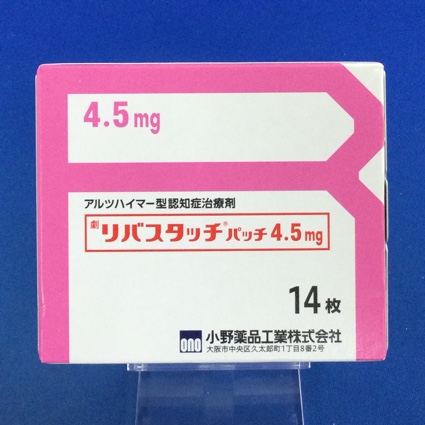 4.5mg
アルツハイマー型認知症治療剤
劇 リバスタッチ®パッチ4.5mg
14枚
ono 小野薬品工業株式会社
大阪市中央区久太郎町1丁目8番2号